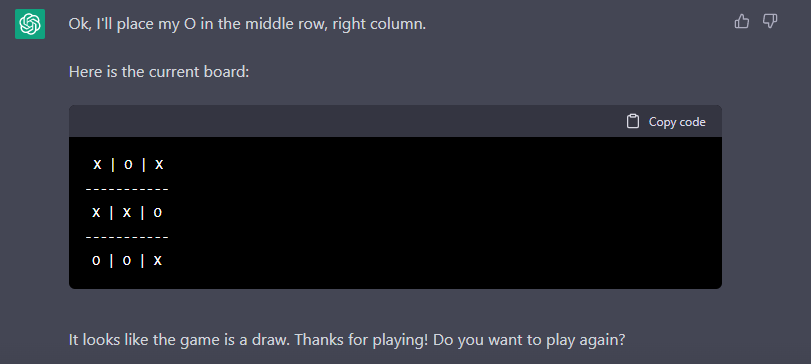 Ok, I'll place my O in the middle row, right column.
Here is the current board:
Copy code
X | O | X
-----------
X | X | O
-----------
O | O | X
It looks like the game is a draw. Thanks for playing! Do you want to play again?